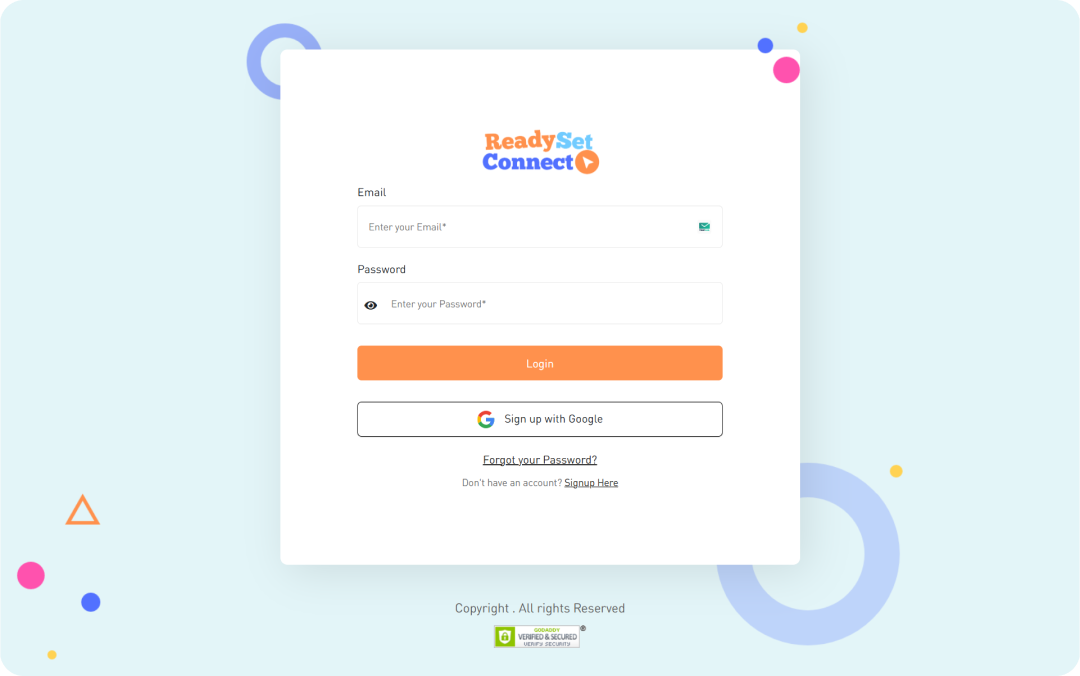 ReadySet
Connect
Email
Enter your Email*
Password
Enter your Password*
Login
Sign up with Google
Forgot your Password?
Don't have an account? Signup Here
Copyright . All rights Reserved
GODADDY
VERIFIED & SECURED
VERIFY SECURITY